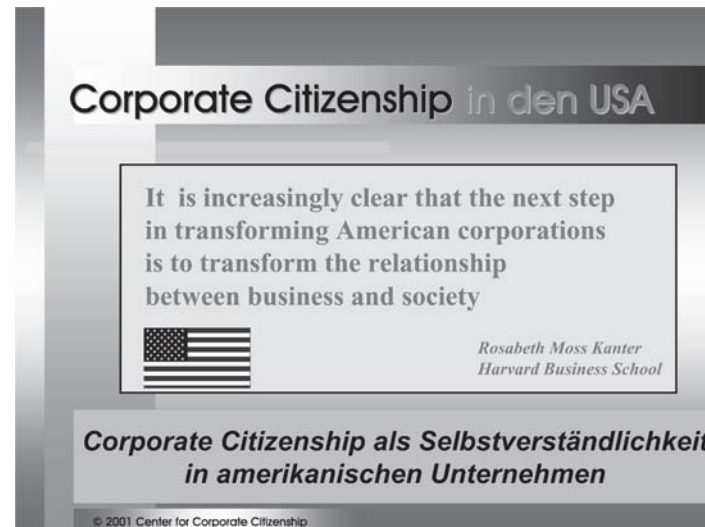 Corporate Citizenship in den USA
It is increasingly clear that the next step
in transforming American corporations
is to transform the relationship
between business and society
Rosabeth Moss Kanter
Harvard Business School
Corporate Citizenship als Selbstverständlichkeit
in amerikanischen Unternehmen
© 2001 Center for Corporate Citizenship